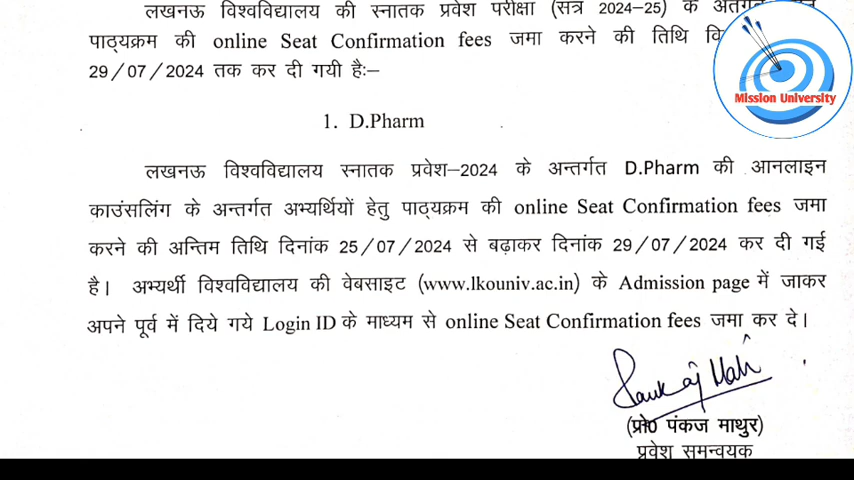 लखनऊ विश्वविद्यालय की स्नातक प्रवेश परीक्षा (सत्र 2024-25) के अंतर्गत
पाठ्यक्रम की online Seat Confirmation fees जमा करने की तिथि
29/07/2024 तक कर दी गयी है:–
Mission University
1. D.Pharm
लखनऊ विश्वविद्यालय स्नातक प्रवेश–2024 के अन्तर्गत D.Pharm की आनलाइन
काउंसलिंग के अन्तर्गत अभ्यर्थियों हेतु पाठ्यक्रम की online Seat Confirmation fees जमा
करने की अन्तिम तिथि दिनांक 25/07/2024 से बढ़ाकर दिनांक 29/07/2024 कर दी गई
है। अभ्यर्थी विश्वविद्यालय की वेबसाइट (www.lkouniv.ac.in) के Admission page में जाकर
अपने पूर्व में दिये गये Login ID के माध्यम से online Seat Confirmation fees जमा कर दे।
(प्रो0 पंकज माथुर)
प्रवेश समन्वयक